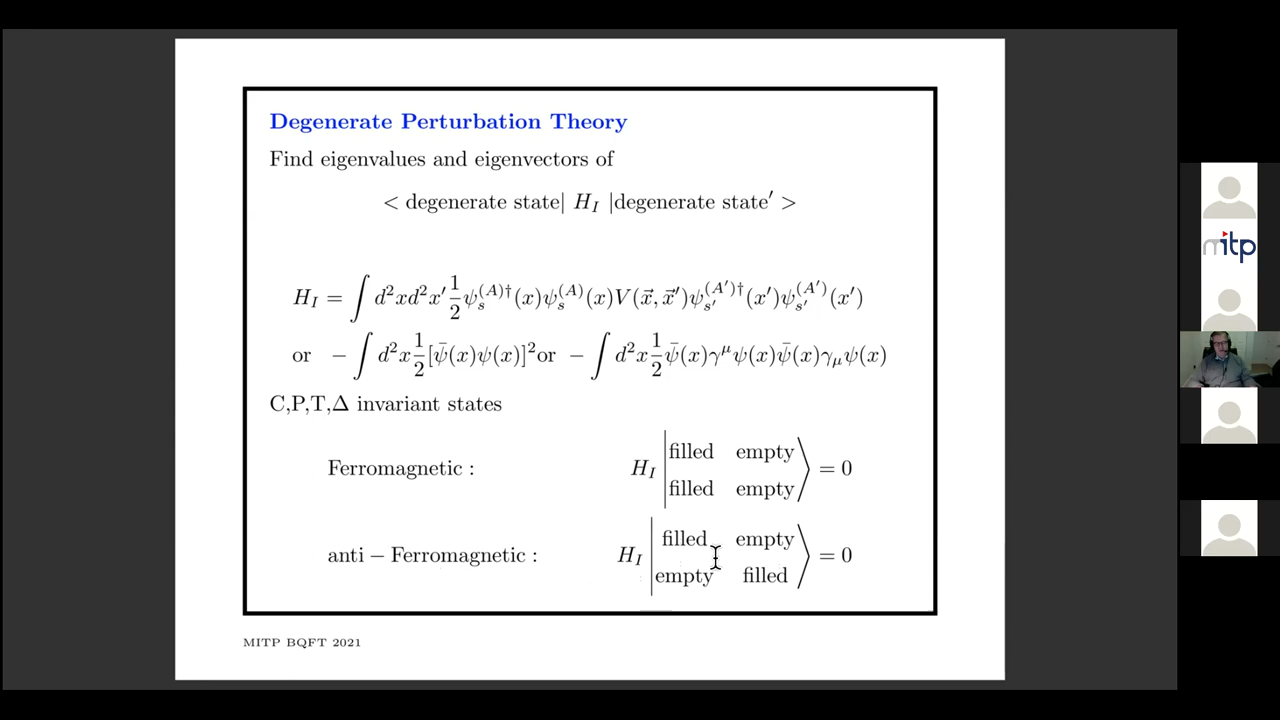 Degenerate Perturbation Theory
Find eigenvalues and eigenvectors of
< degenerate state| H_I |degenerate state′ >
H_I = ∫ d²xd²x′ ½ ψ_s^{(A)†}(x)ψ_s^{(A)}(x)V(x⃗, x⃗′)ψ_{s′}^{(A′)†}(x′)ψ_{s′}^{(A′)}(x′)
or − ∫ d²x ½ [ψ̄(x)ψ(x)]² or − ∫ d²x ½ ψ̄(x)γ^μψ(x)ψ̄(x)γ_μψ(x)
C,P,T,Δ invariant states
filled empty
Ferromagnetic : H_I | ⟩ = 0
filled empty
filled empty
anti − Ferromagnetic : H_I | ⟩ = 0
empty filled
MITP BQFT 2021
mitp